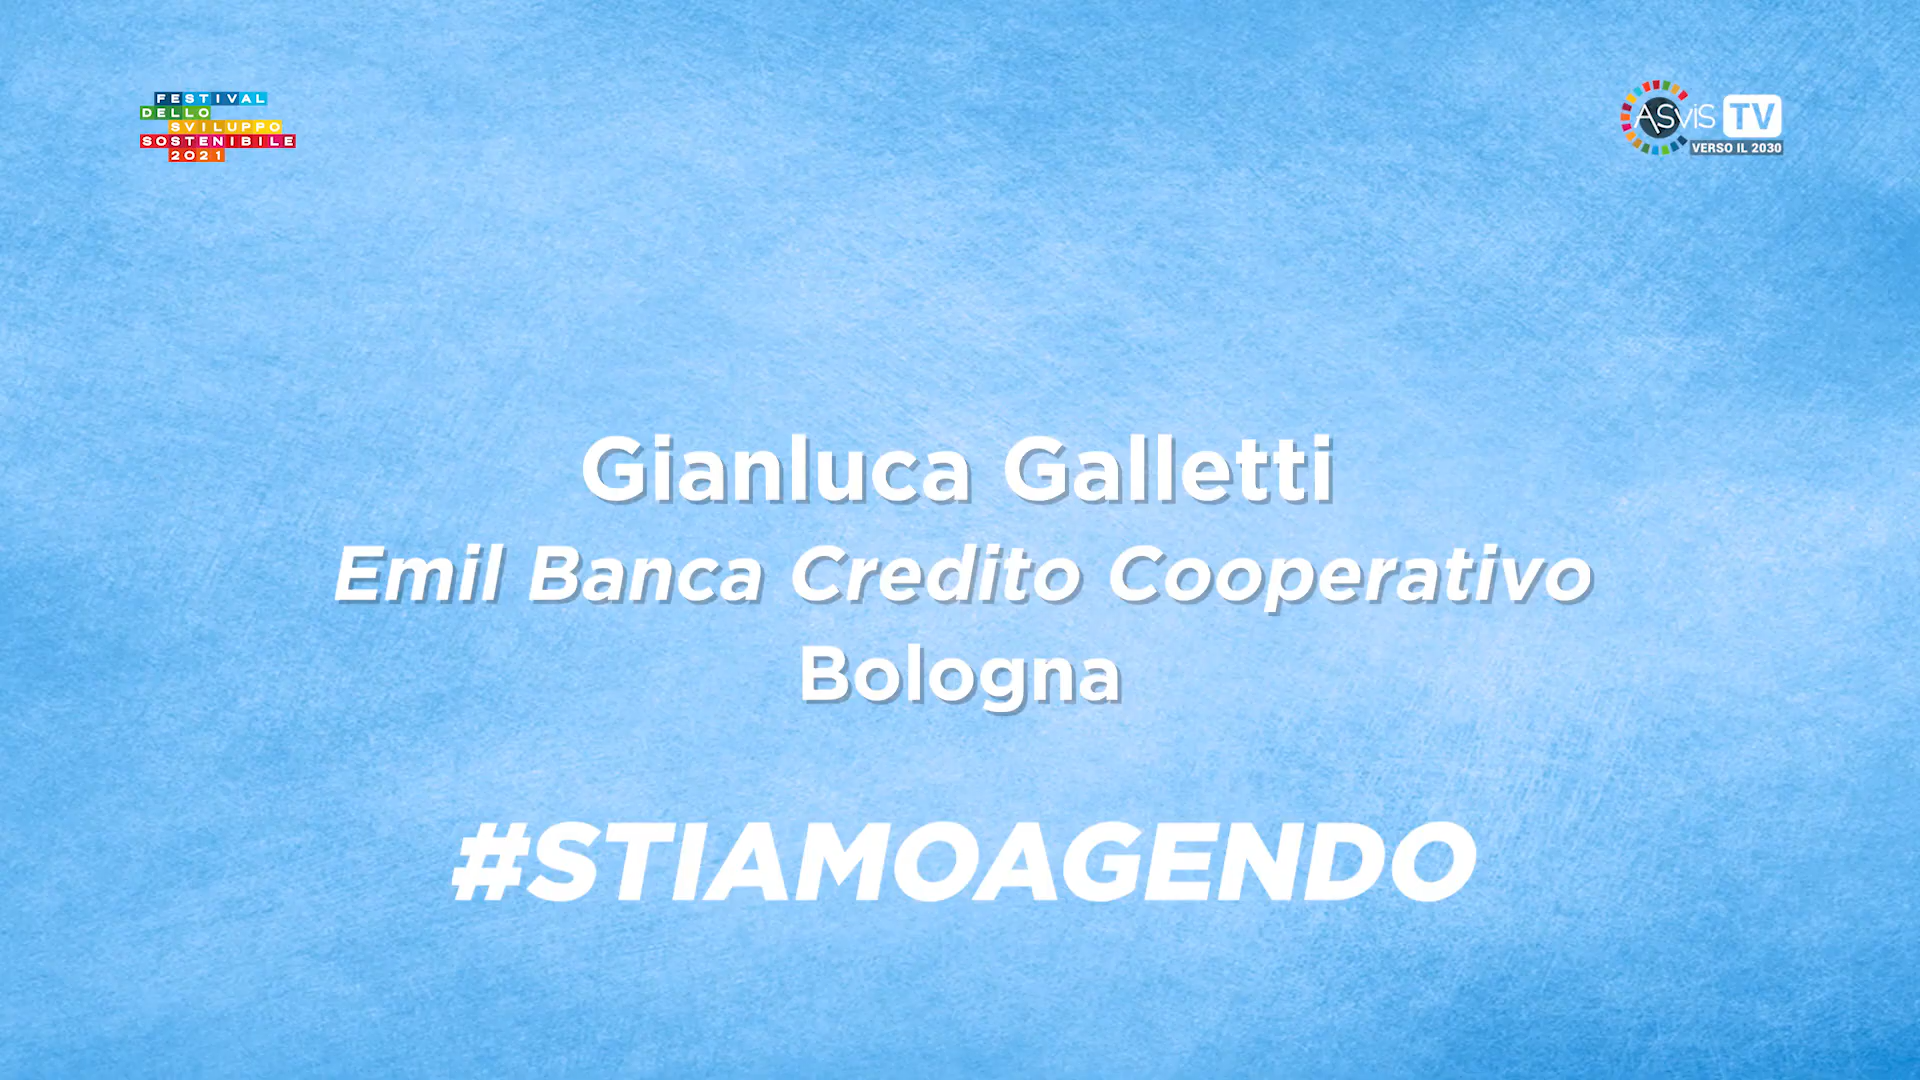 FESTIVAL
DELLO
SVILUPPO
SOSTENIBILE
2021
ASviS TV
VERSO IL 2030
Gianluca Galletti
Emil Banca Credito Cooperativo
Bologna
#STIAMOAGENDO